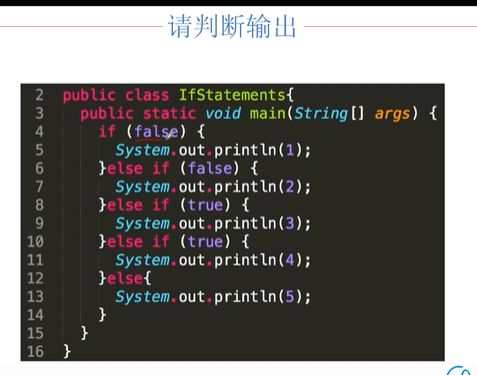 请判断输出
2 public class IfStatements{
3 public static void main(String[] args) {
4 if (false) {
5 System.out.println(1);
6 }else if (false) {
7 System.out.println(2);
8 }else if (true) {
9 System.out.println(3);
10 }else if (true) {
11 System.out.println(4);
12 }else{
13 System.out.println(5);
14 }
15 }
16 }